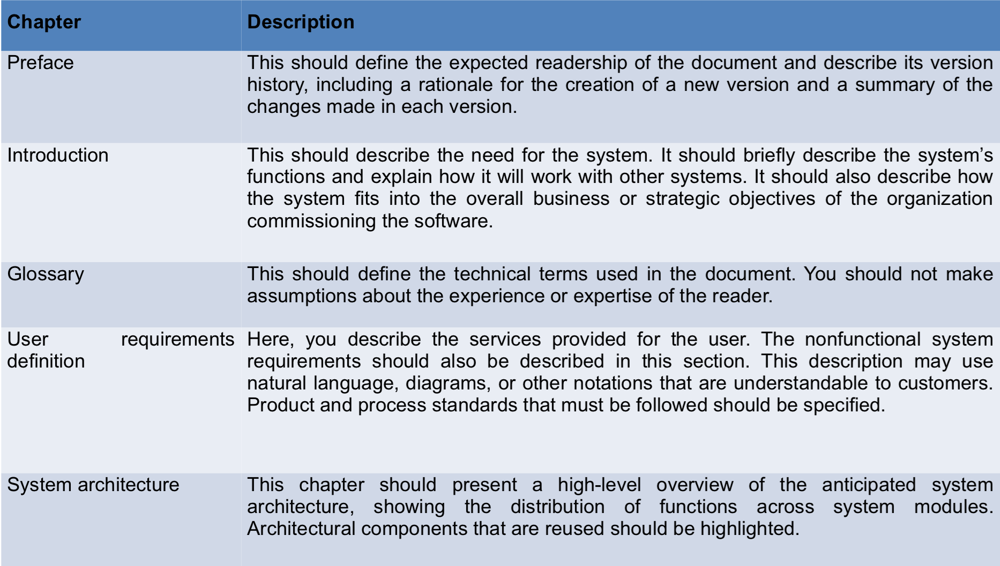 Chapter
Description
Preface
This should define the expected readership of the document and describe its version
history, including a rationale for the creation of a new version and a summary of the
changes made in each version.
Introduction
This should describe the need for the system. It should briefly describe the system’s
functions and explain how it will work with other systems. It should also describe how
the system fits into the overall business or strategic objectives of the organization
commissioning the software.
Glossary
This should define the technical terms used in the document. You should not make
assumptions about the experience or expertise of the reader.
User requirements
definition
Here, you describe the services provided for the user. The nonfunctional system
requirements should also be described in this section. This description may use
natural language, diagrams, or other notations that are understandable to customers.
Product and process standards that must be followed should be specified.
System architecture
This chapter should present a high-level overview of the anticipated system
architecture, showing the distribution of functions across system modules.
Architectural components that are reused should be highlighted.